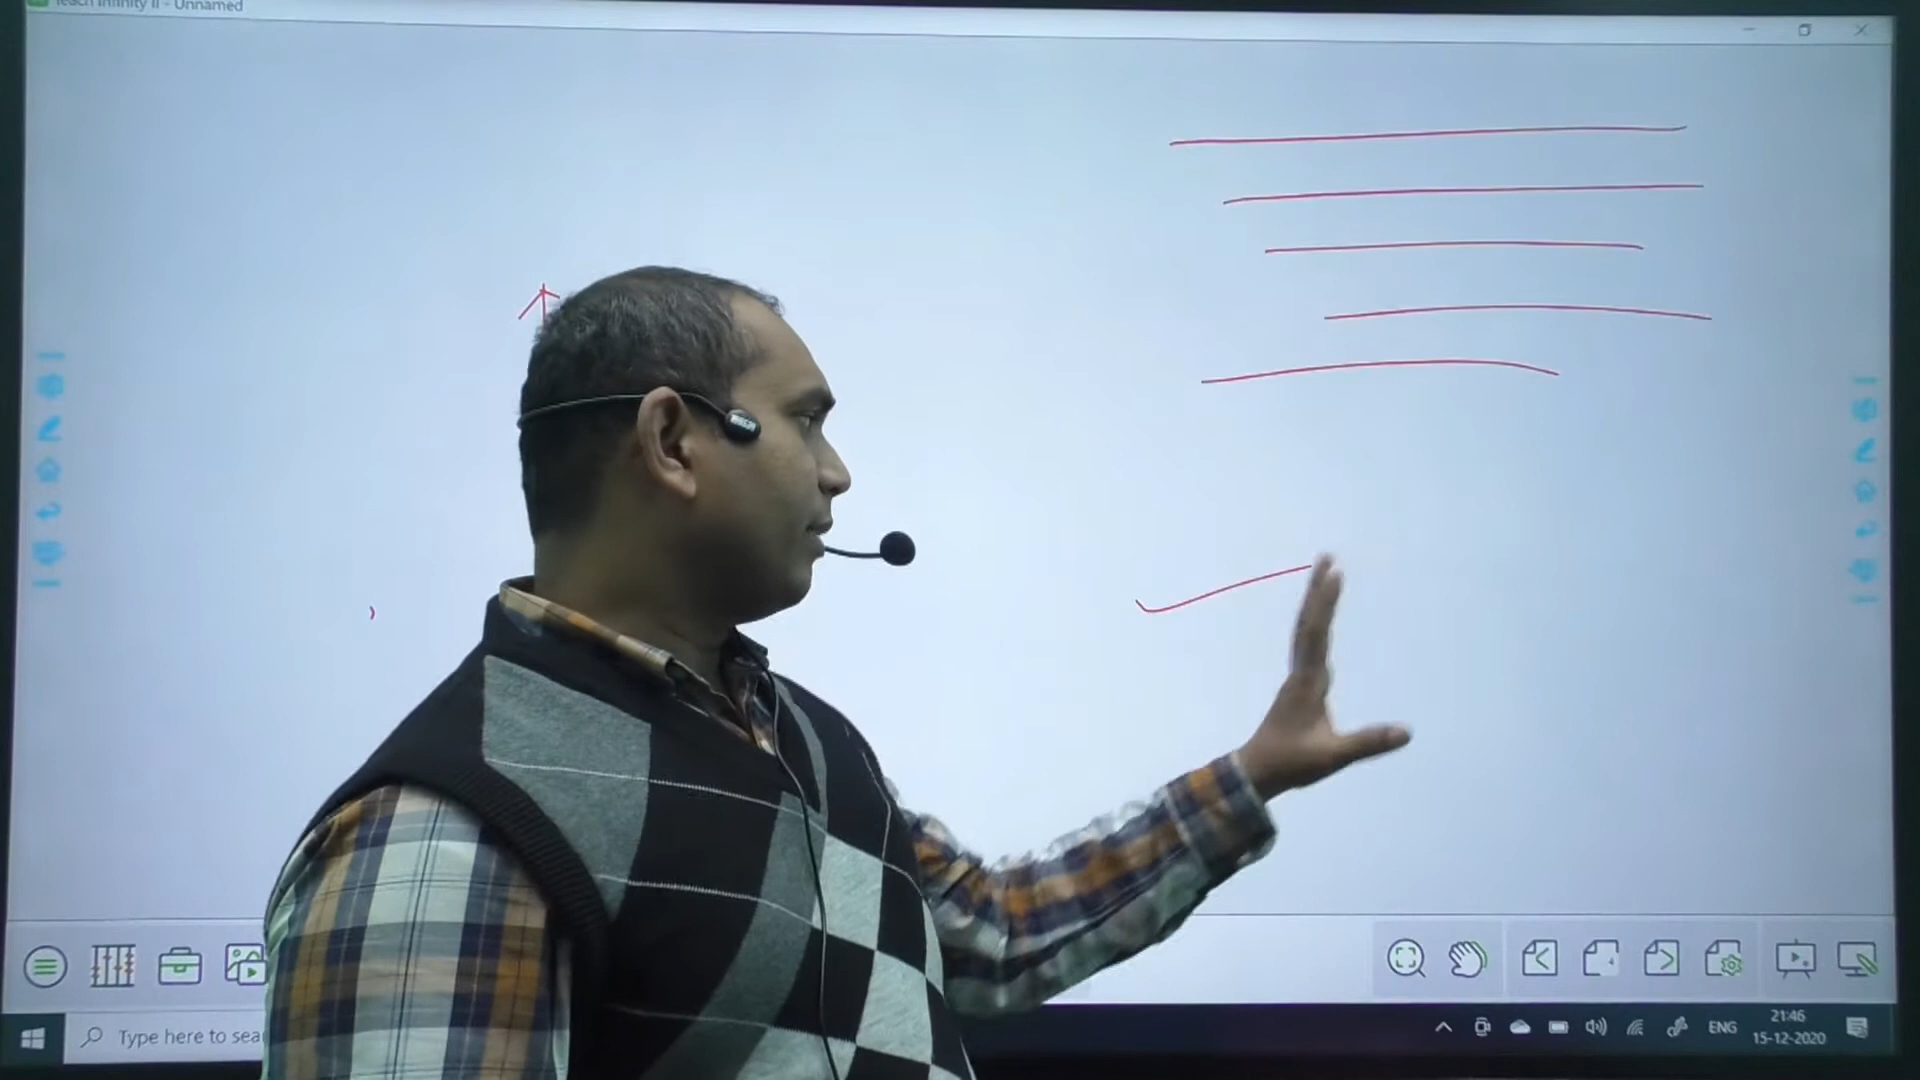 Teach Infinity II - Unnamed
Type here to sea
ENG
21:46
15-12-2020